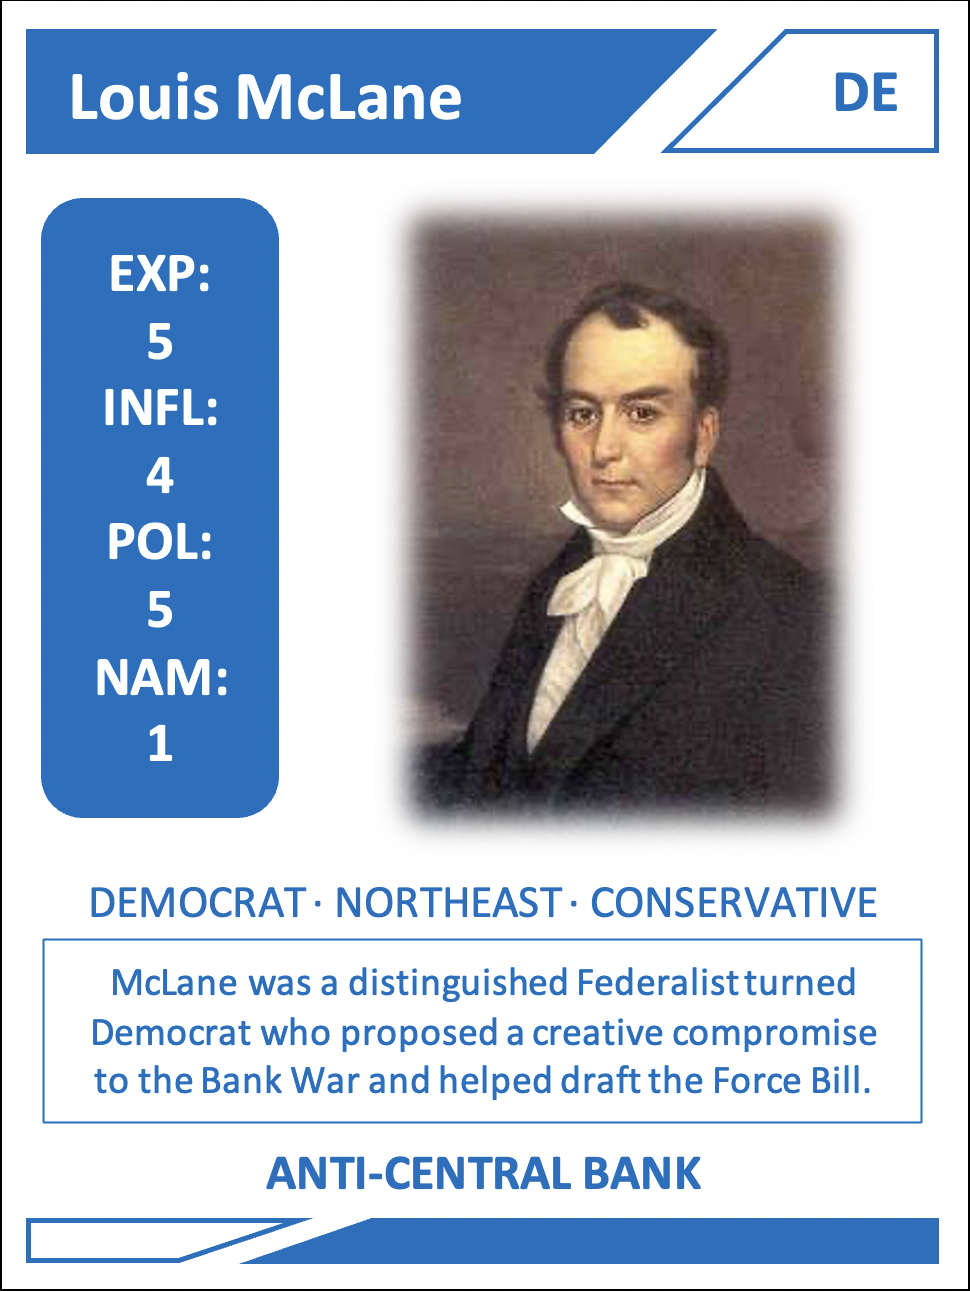 Louis McLane
DE
EXP:
5
INFL:
4
POL:
5
NAM:
1
DEMOCRAT · NORTHEAST · CONSERVATIVE
McLane was a distinguished Federalist turned
Democrat who proposed a creative compromise
to the Bank War and helped draft the Force Bill.
ANTI-CENTRAL BANK